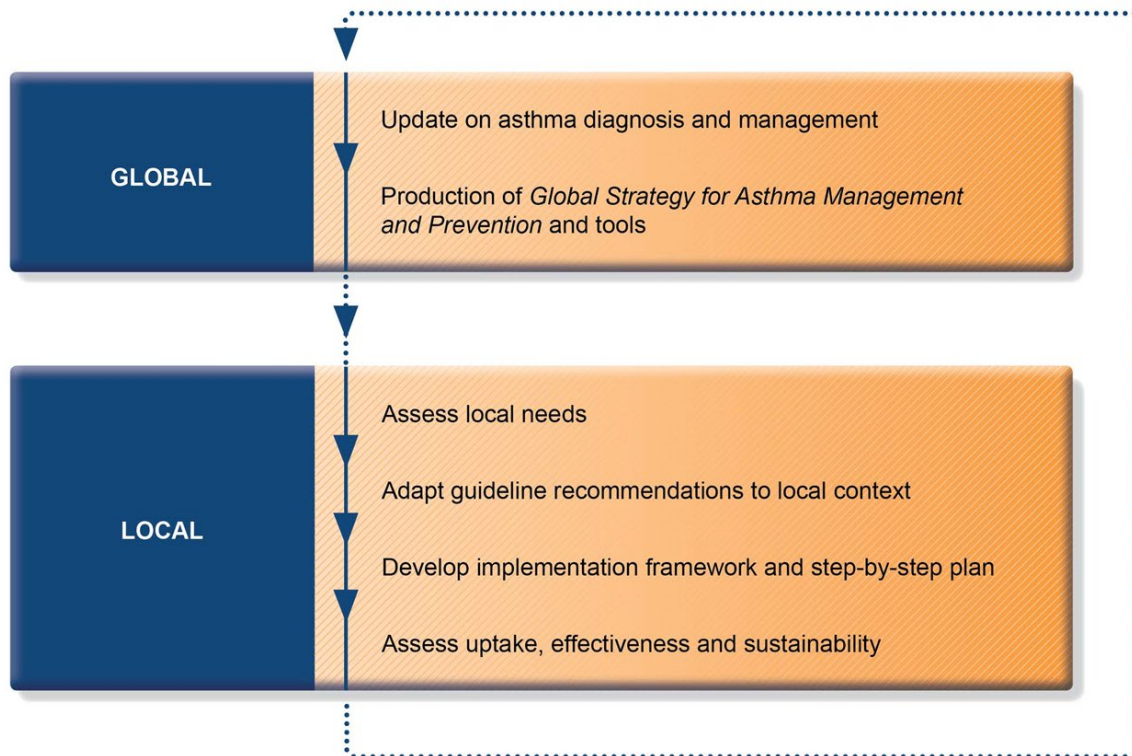 GLOBAL
Update on asthma diagnosis and management
Production of Global Strategy for Asthma Management
and Prevention and tools
LOCAL
Assess local needs
Adapt guideline recommendations to local context
Develop implementation framework and step-by-step plan
Assess uptake, effectiveness and sustainability